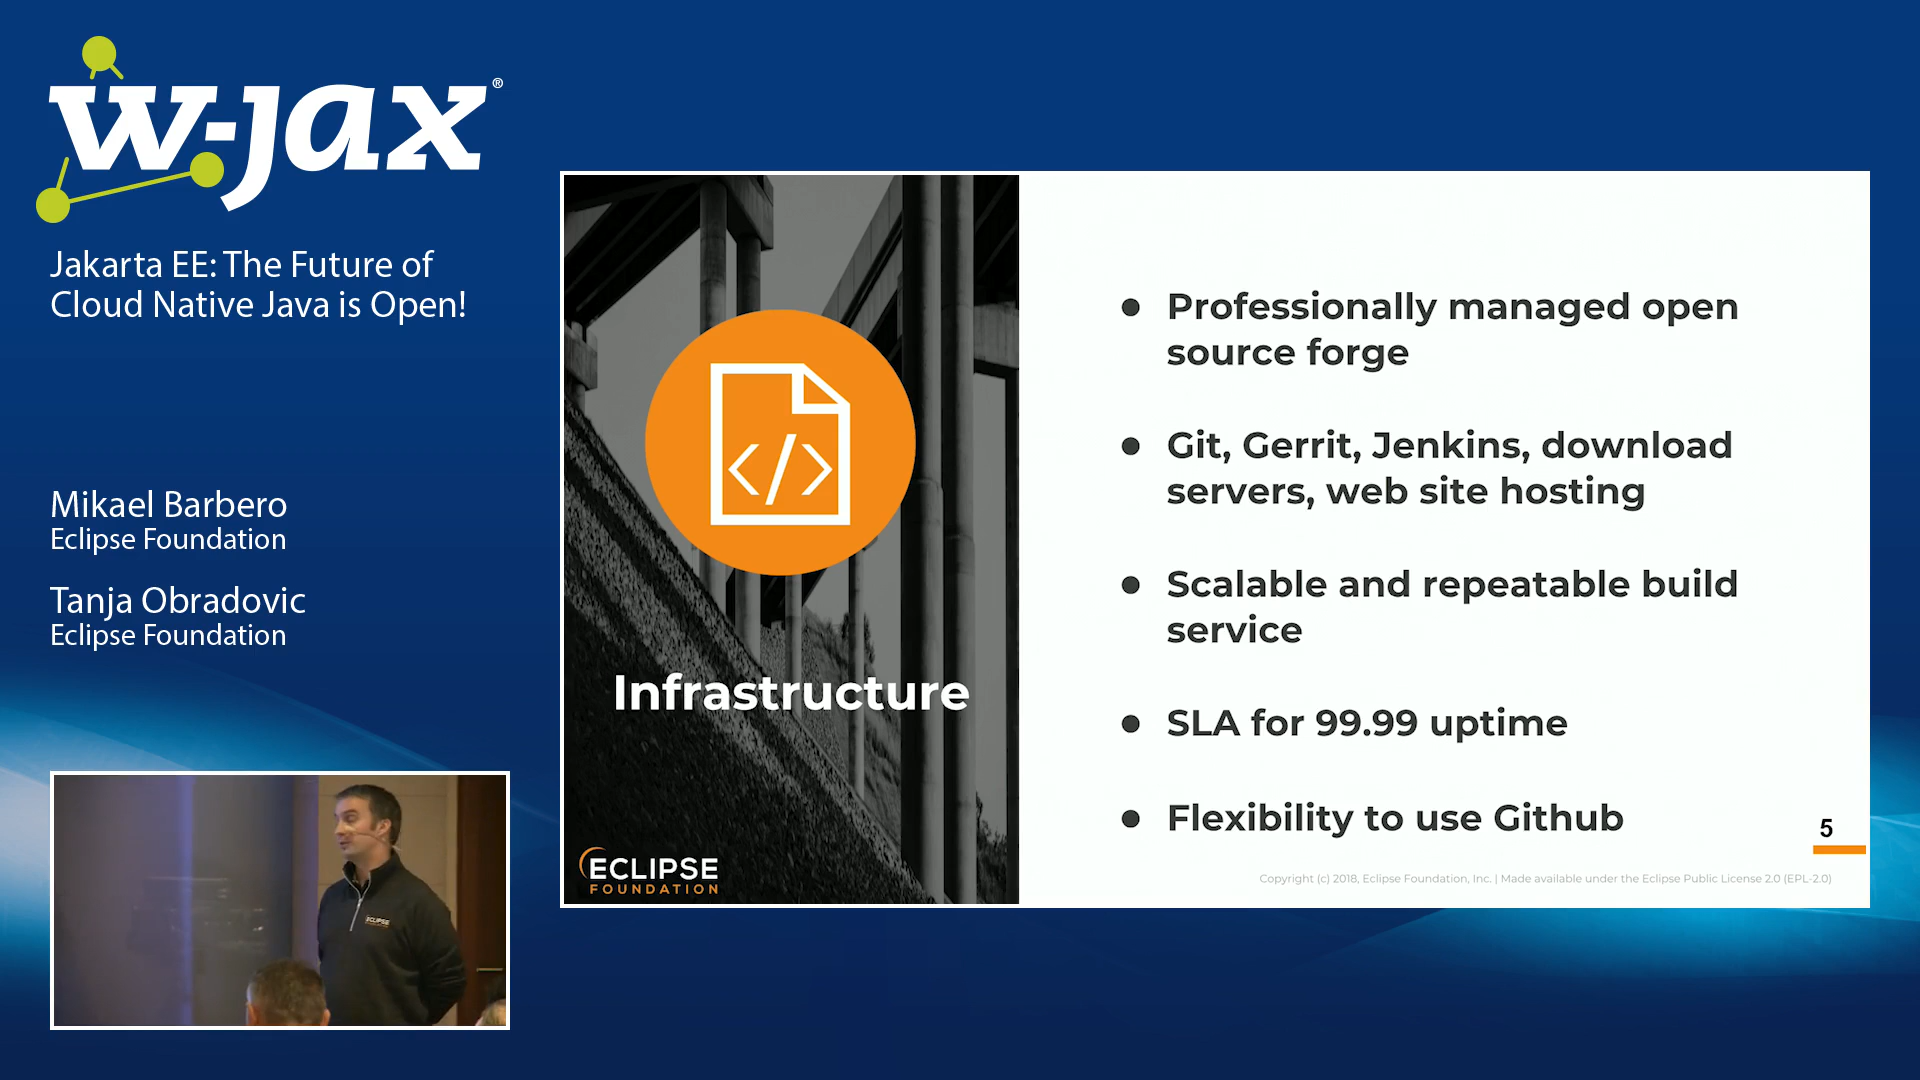 w-jax®
Jakarta EE: The Future of
Cloud Native Java is Open!
Mikael Barbero
Eclipse Foundation
Tanja Obradovic
Eclipse Foundation
ECLIPSE
</>
Infrastructure
ECLIPSE
FOUNDATION
● Professionally managed open
source forge
● Git, Gerrit, Jenkins, download
servers, web site hosting
● Scalable and repeatable build
service
● SLA for 99.99 uptime
● Flexibility to use Github
5
Copyright (c) 2018, Eclipse Foundation, Inc. | Made available under the Eclipse Public License 2.0 (EPL-2.0)